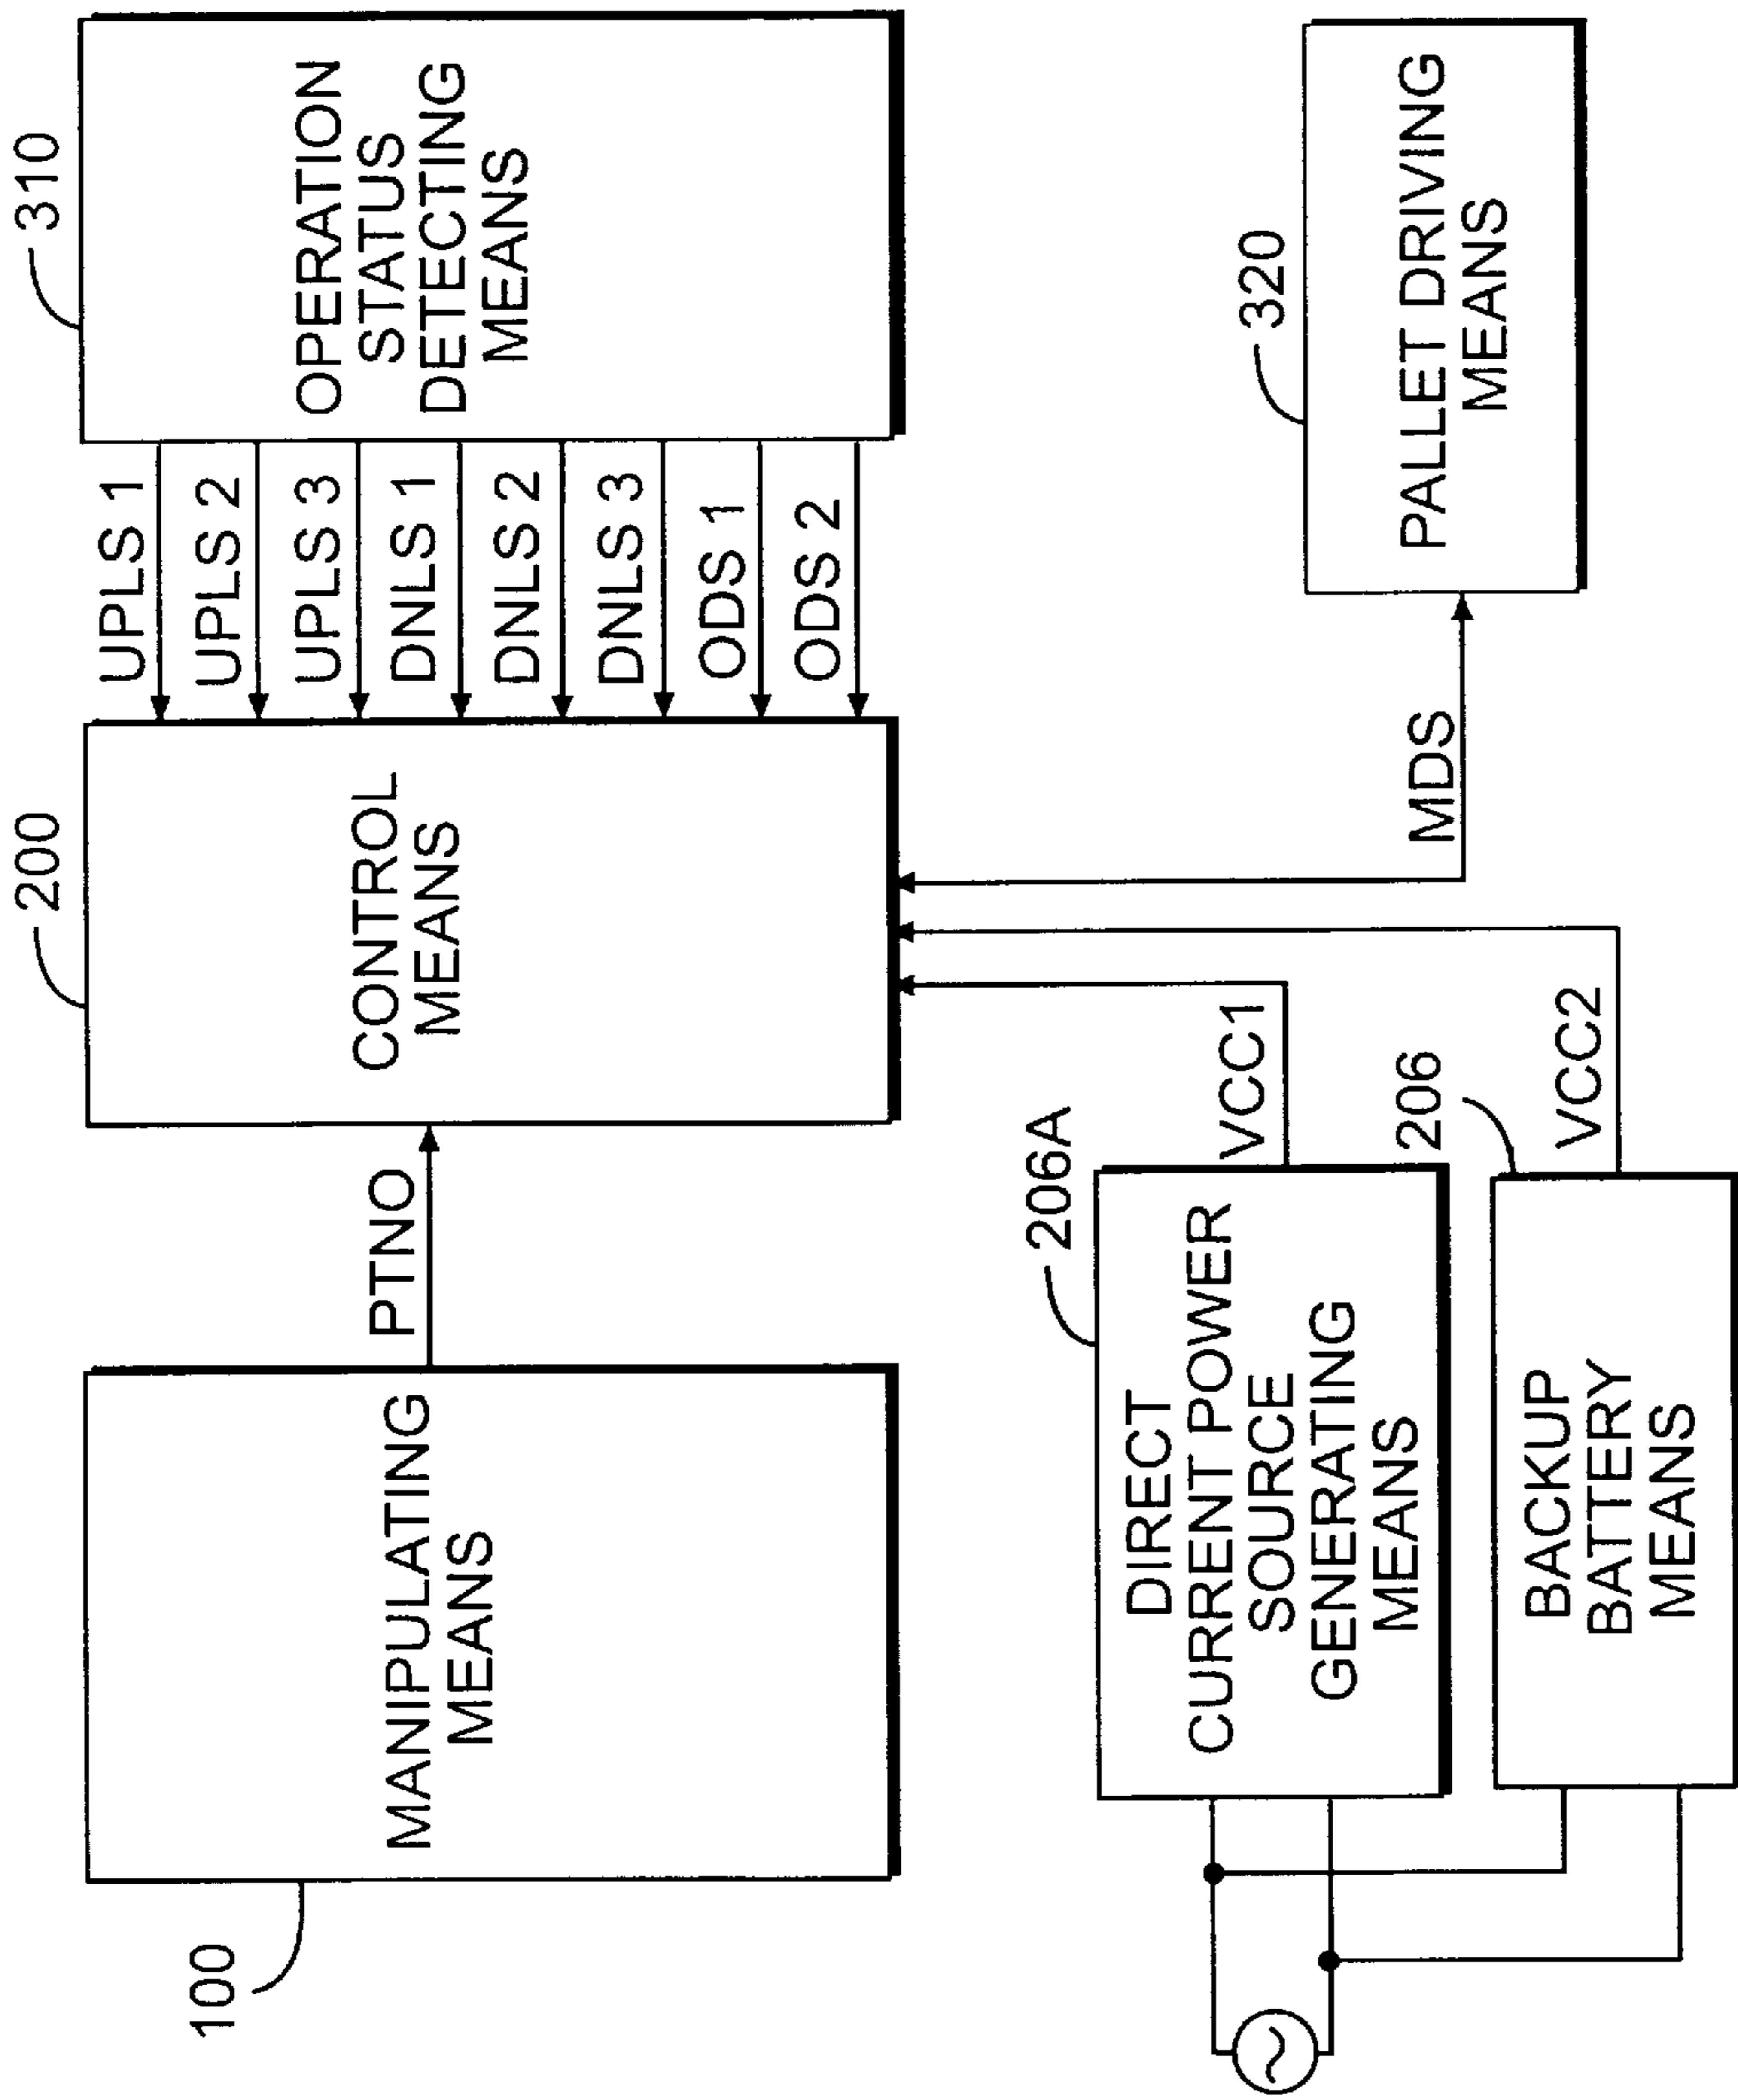 100
MANIPULATING
MEANS
PTNO
200
CONTROL
MEANS
UPLS 1
UPLS 2
UPLS 3
DNLS 1
DNLS 2
DNLS 3
ODS 1
ODS 2
310
OPERATION
STATUS
DETECTING
MEANS
206A
DIRECT
CURRENT POWER
SOURCE
GENERATING
MEANS
VCC1
206
BACKUP
BATTERY
MEANS
VCC2
MDS
320
PALLET DRIVING
MEANS